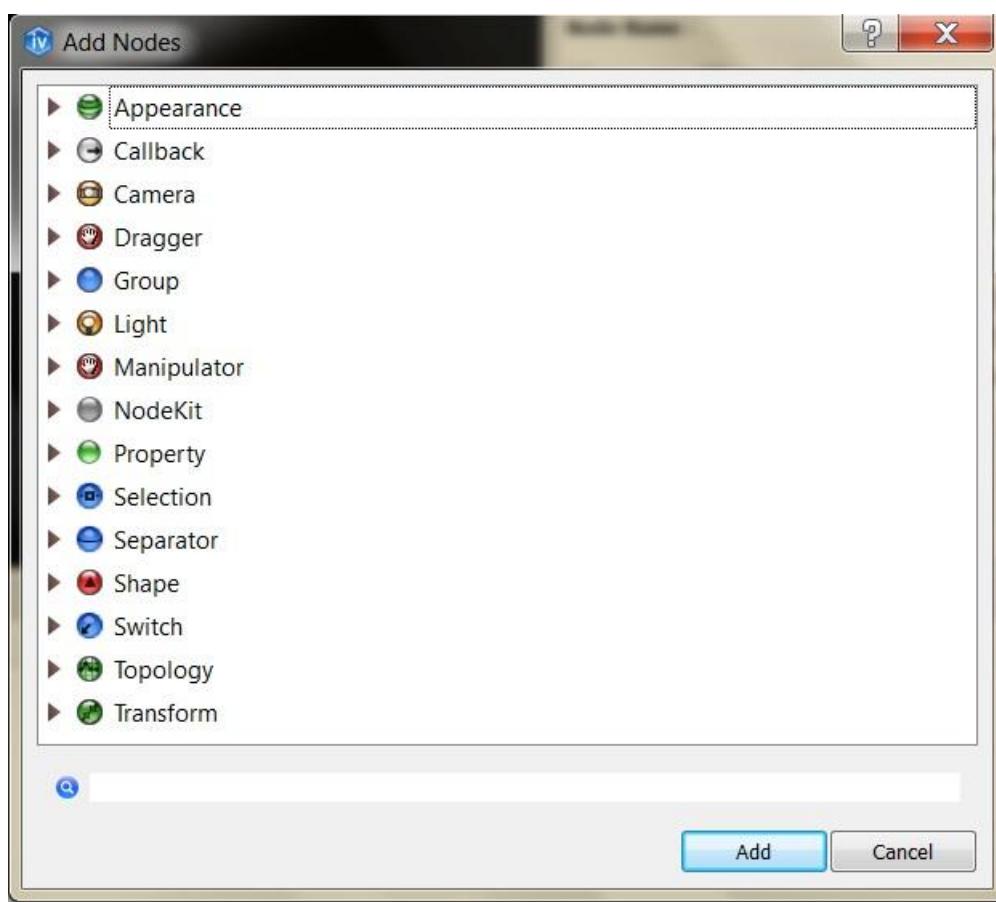 iv Add Nodes
Appearance
Callback
Camera
Dragger
Group
Light
Manipulator
NodeKit
Property
Selection
Separator
Shape
Switch
Topology
Transform
Add Cancel